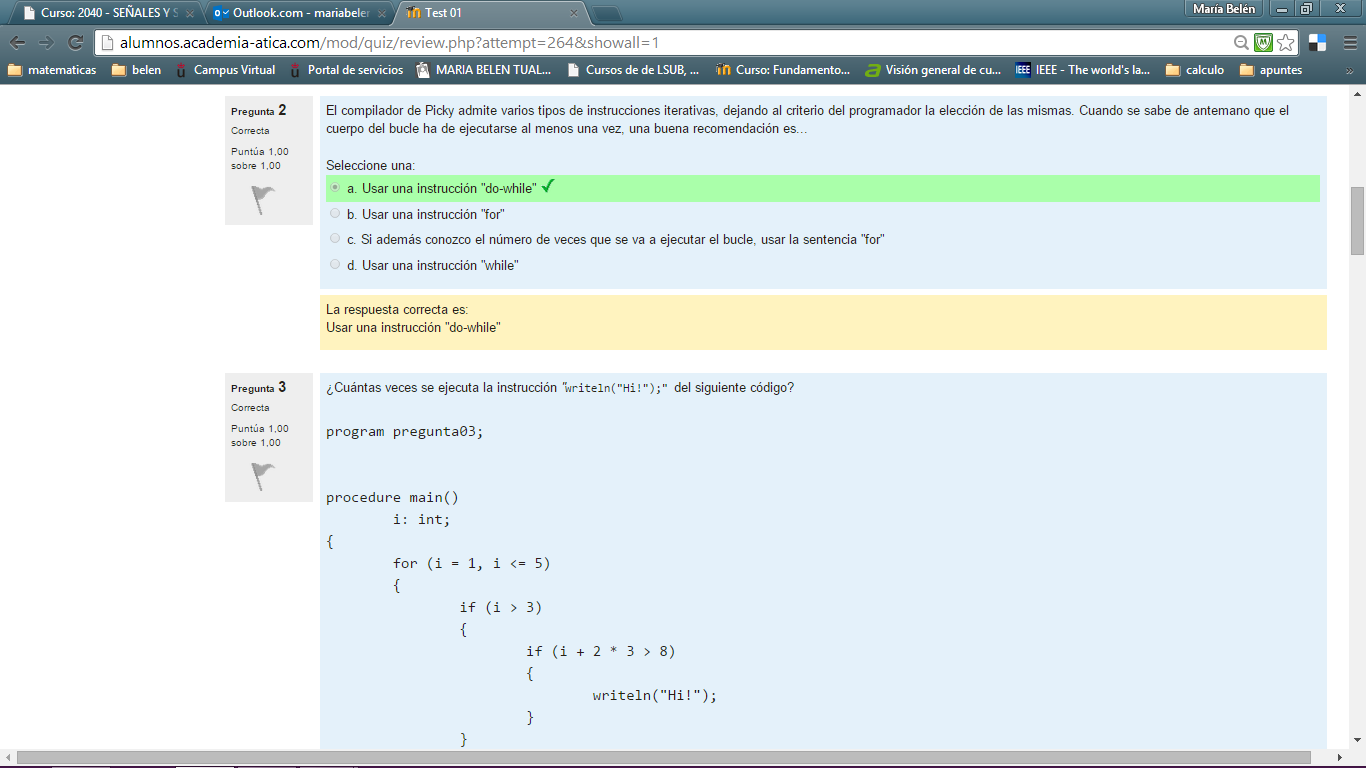 Curso: 2040 - SEÑALES Y S
Outlook.com - mariabeler
Test 01
María Belén
alumnos.academia-atica.com/mod/quiz/review.php?attempt=264&showall=1
matematicas
belen
Campus Virtual
Portal de servicios
MARIA BELEN TUAL...
Cursos de de LSUB, ...
Curso: Fundamento...
Visión general de cu...
IEEE
IEEE - The world's la...
calculo
apuntes
»
Pregunta 2
Correcta
Puntúa 1,00
sobre 1,00
El compilador de Picky admite varios tipos de instrucciones iterativas, dejando al criterio del programador la elección de las mismas. Cuando se sabe de antemano que el
cuerpo del bucle ha de ejecutarse al menos una vez, una buena recomendación es...
Seleccione una:
a. Usar una instrucción "do-while"
b. Usar una instrucción "for"
c. Si además conozco el número de veces que se va a ejecutar el bucle, usar la sentencia "for"
d. Usar una instrucción "while"
La respuesta correcta es:
Usar una instrucción "do-while"
Pregunta 3
Correcta
Puntúa 1,00
sobre 1,00
¿Cuántas veces se ejecuta la instrucción "writeln("Hi!");" del siguiente código?
program pregunta03;
procedure main()
i: int;
{
for (i = 1, i <= 5)
{
if (i > 3)
{
if (i + 2 * 3 > 8)
{
writeln("Hi!");
}
}